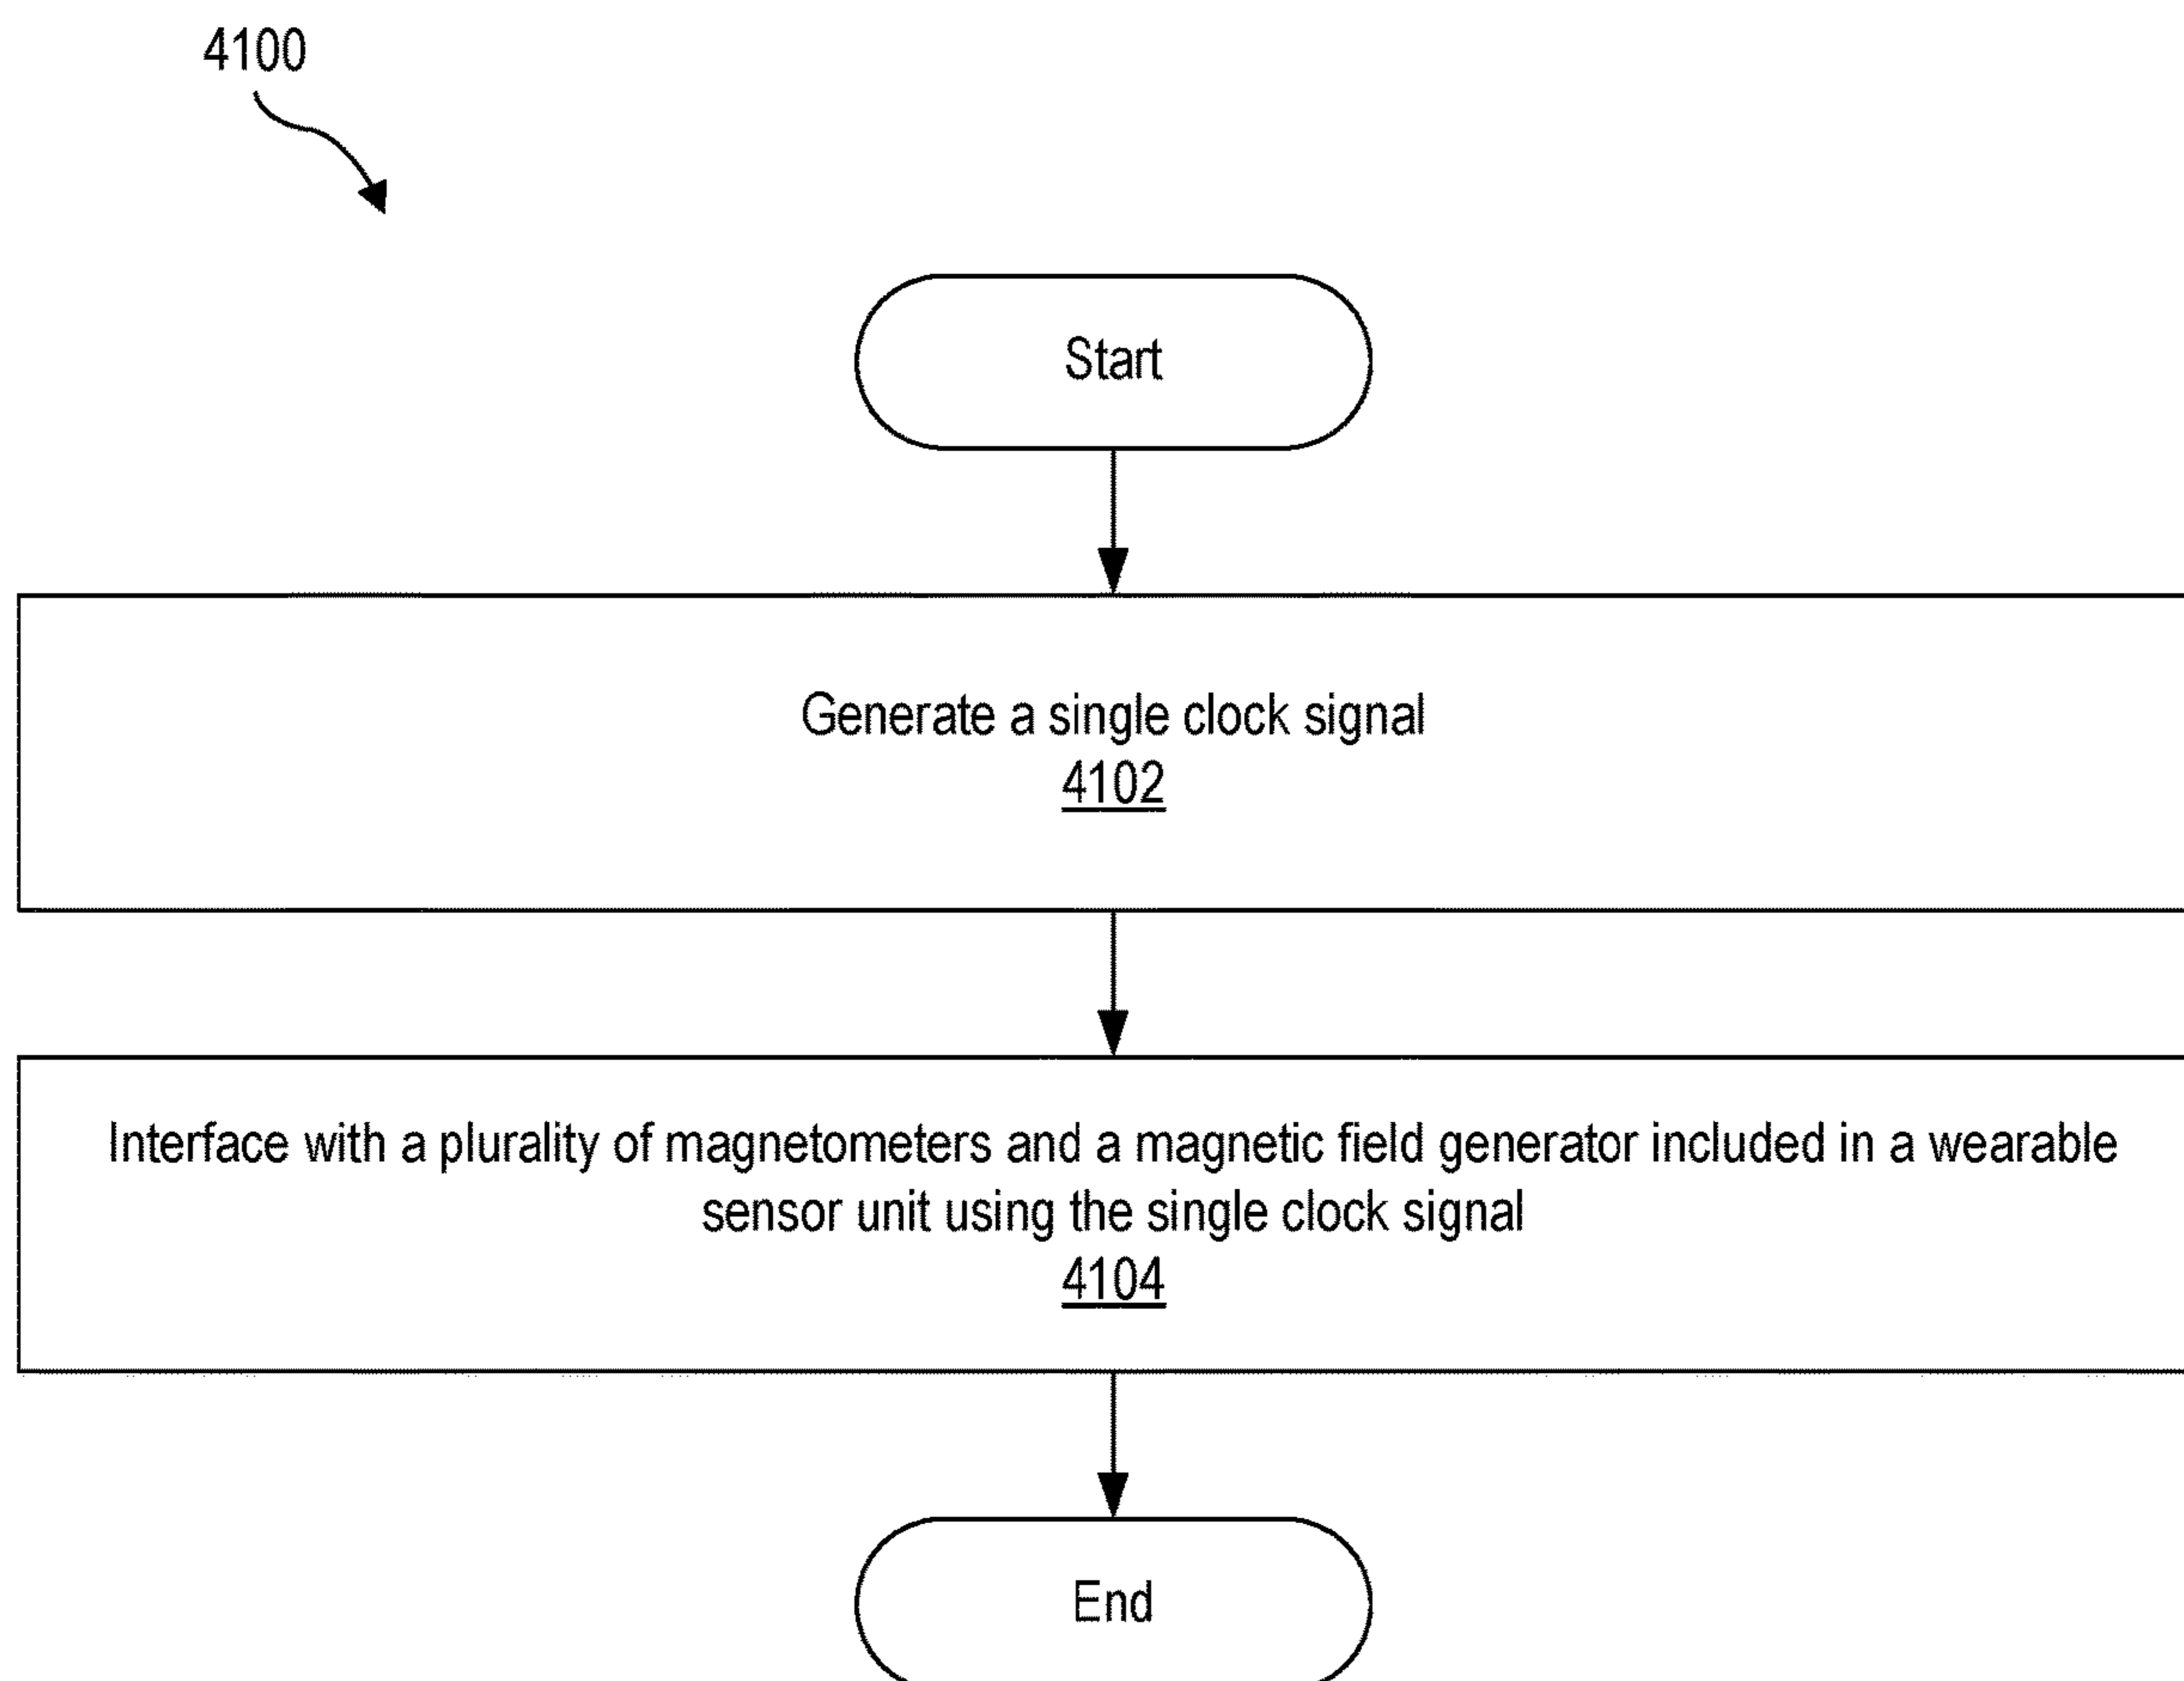 4100
Start
Generate a single clock signal
4102
Interface with a plurality of magnetometers and a magnetic field generator included in a wearable
sensor unit using the single clock signal
4104
End